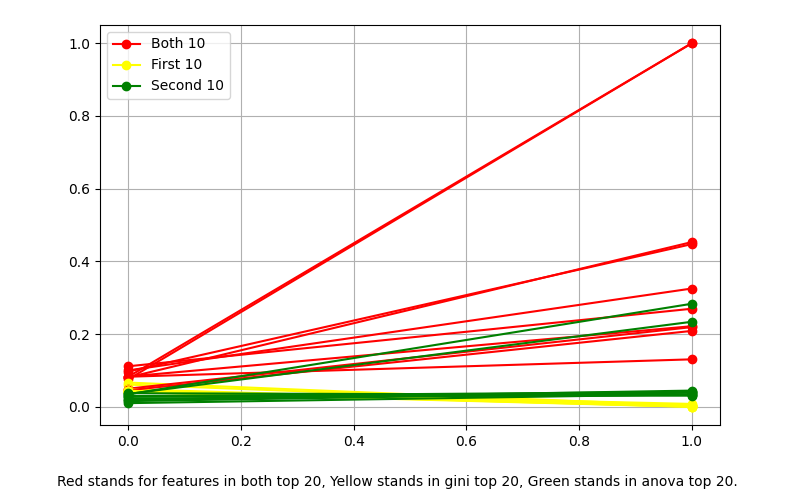 1.0
0.8
0.6
0.4
0.2
0.0
Both 10
First 10
Second 10
0.0 0.2 0.4 0.6 0.8 1.0
Red stands for features in both top 20, Yellow stands in gini top 20, Green stands in anova top 20.